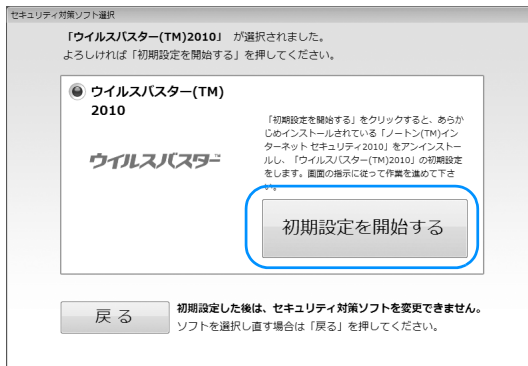 セキュリティ対策ソフト選択
「ウイルスバスター(TM)2010」 が選択されました。
よろしければ「初期設定を開始する」を押してください。
ウイルスバスター(TM)
2010
ウイルスバスター™
「初期設定を開始する」をクリックすると、あらか
じめインストールされている「ノートン(TM)イン
ターネット セキュリティ2010」をアンインストー
ルし、「ウイルスバスター(TM)2010」の初期設定
をします。画面の指示に従って作業を進めて下さ
い。
初期設定を開始する
戻る
初期設定した後は、セキュリティ対策ソフトを変更できません。
ソフトを選択し直す場合は「戻る」を押してください。